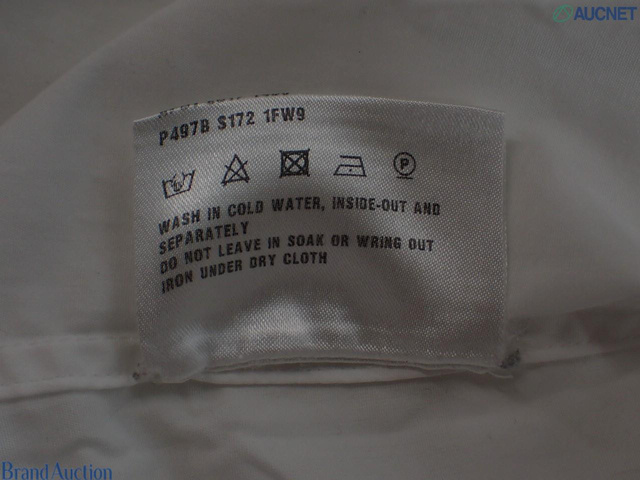 AUCNET
P497B S172 1FW9
P
WASH IN COLD WATER, INSIDE-OUT AND
SEPARATELY
DO NOT LEAVE IN SOAK OR WRING OUT
IRON UNDER DRY CLOTH
Brand Auction